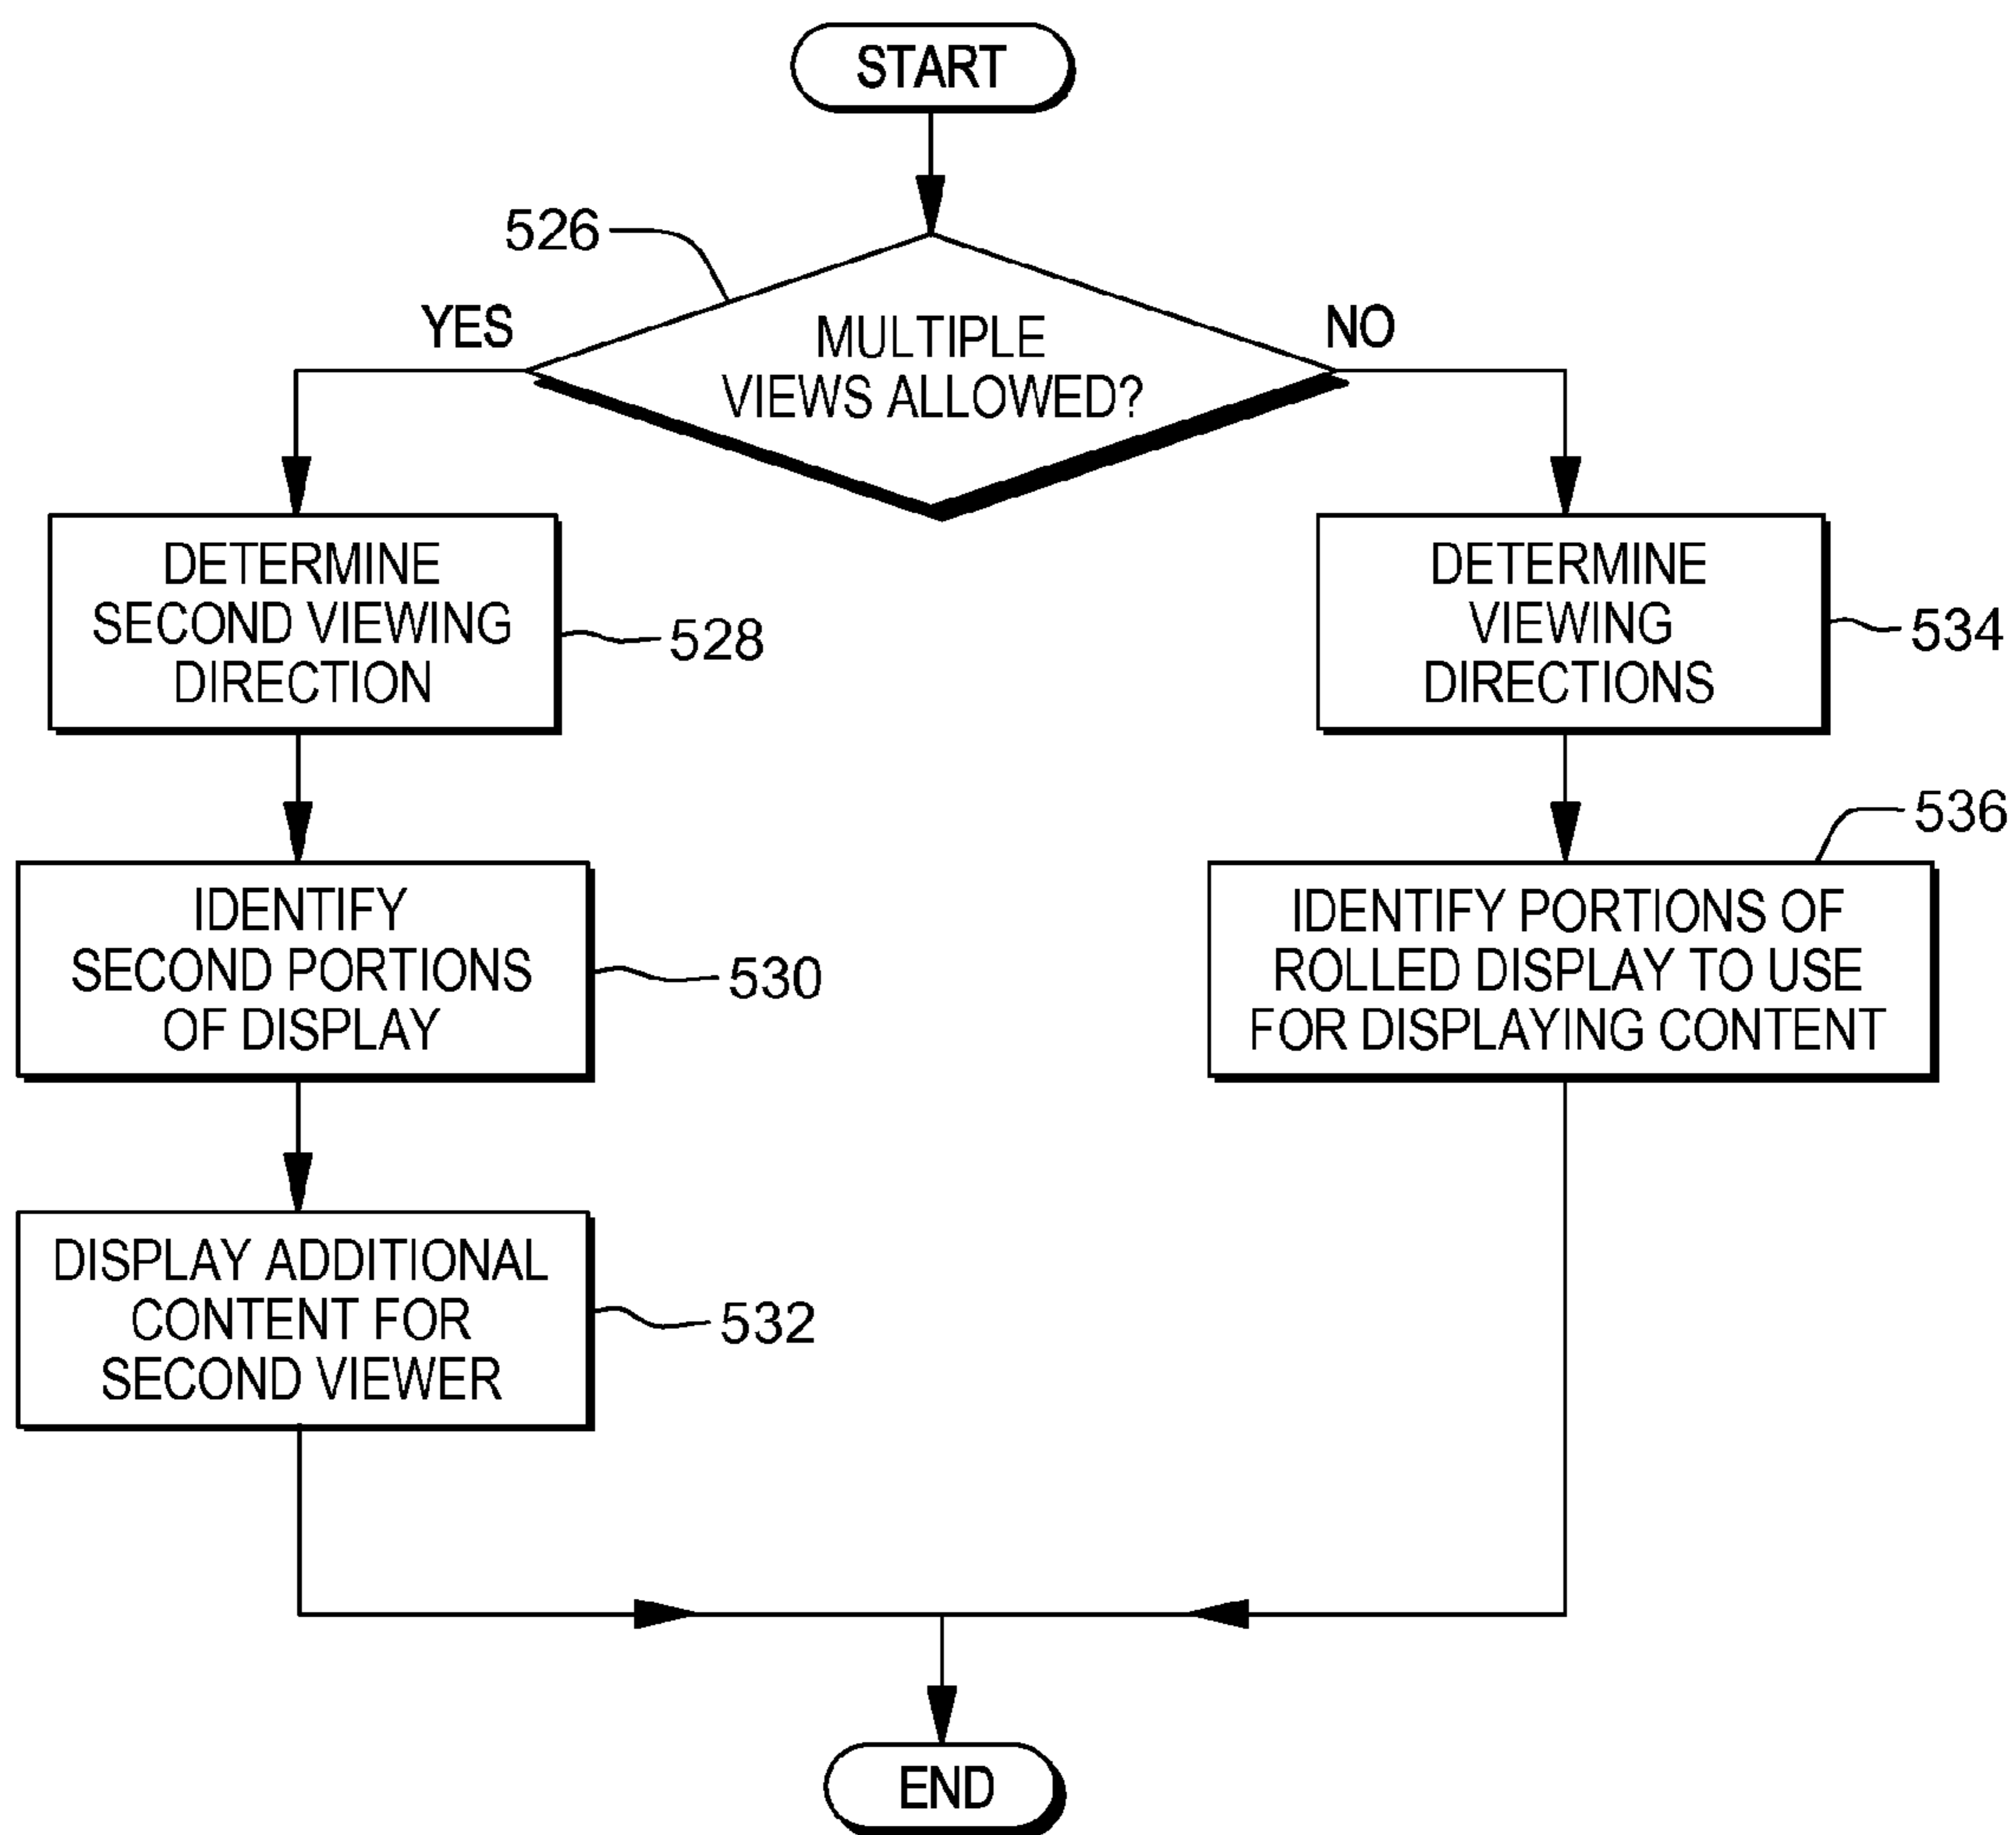 START
526
YES
NO
MULTIPLE
VIEWS ALLOWED?
DETERMINE
SECOND VIEWING
DIRECTION
528
DETERMINE
VIEWING
DIRECTIONS
534
IDENTIFY
SECOND PORTIONS
OF DISPLAY
530
536
IDENTIFY PORTIONS OF
ROLLED DISPLAY TO USE
FOR DISPLAYING CONTENT
DISPLAY ADDITIONAL
CONTENT FOR
SECOND VIEWER
532
END